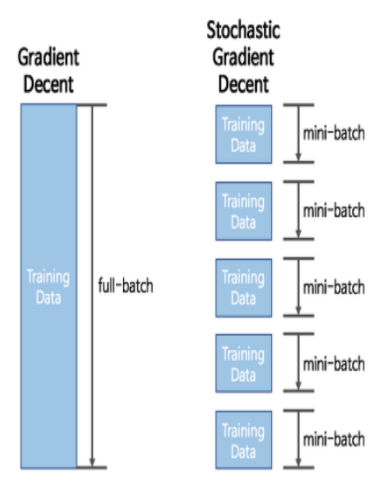 Gradient
Decent
Training
Data
full-batch
Stochastic
Gradient
Decent
Training
Data
mini-batch
Training
Data
mini-batch
Training
Data
mini-batch
Training
Data
mini-batch
Training
Data
mini-batch